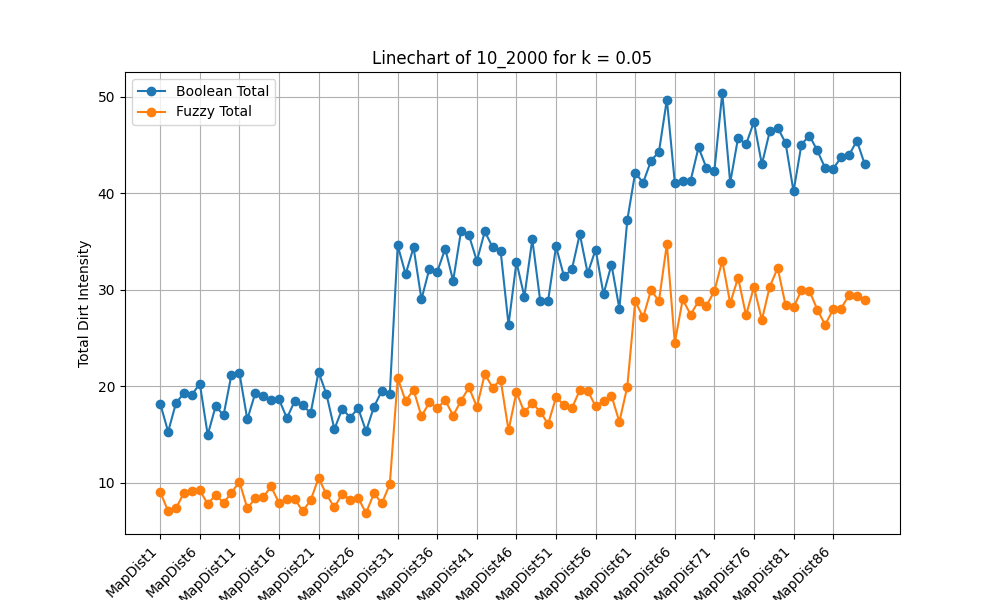 Linechart of 10_2000 for k = 0.05
Boolean Total
Fuzzy Total
Total Dirt Intensity
50
40
30
20
10
MapDist1
MapDist6
MapDist11
MapDist16
MapDist21
MapDist26
MapDist31
MapDist36
MapDist41
MapDist46
MapDist51
MapDist56
MapDist61
MapDist66
MapDist71
MapDist76
MapDist81
MapDist86